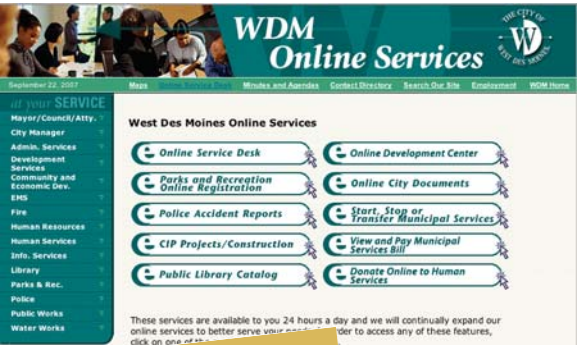 WDM
Online Services
THE CITY OF
W
WEST DES MOINES
September 22, 2007
Maps Online Service Desk Minutes and Agendas Contact Directory Search Our Site Employment WDM Home
at your SERVICE
Mayor/Council/Atty.
City Manager
Admin. Services
Development
Services
Community and
Economic Dev.
EMS
Fire
Human Resources
Human Services
Info. Services
Library
Parks & Rec.
Police
Public Works
Water Works
West Des Moines Online Services
Online Service Desk
Online Development Center
Parks and Recreation
Online Registration
Online City Documents
Police Accident Reports
Start, Stop or
Transfer Municipal Services
CIP Projects/Construction
View and Pay Municipal
Services Bill
Public Library Catalog
Donate Online to Human
Services
These services are available to you 24 hours a day and we will continually expand our
online services to better serve your order to access any of these features,
click on one of the